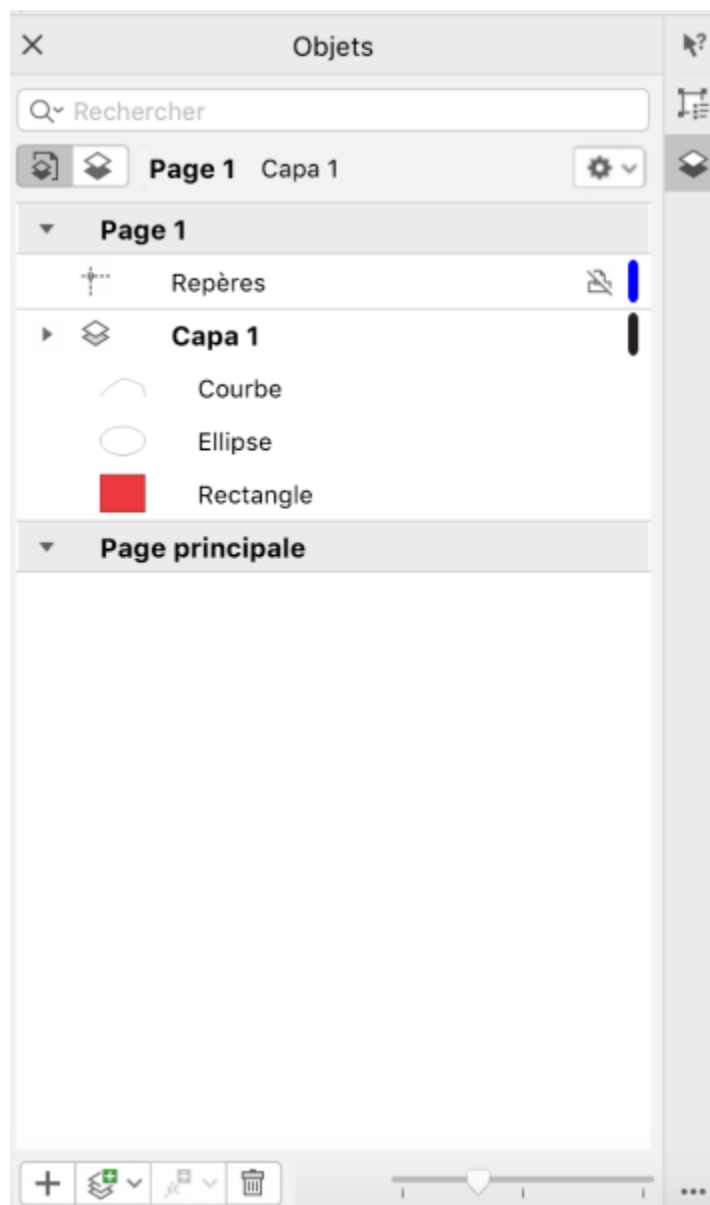 Objets
Rechercher
Page 1 Capa 1
Page 1
Repères
Capa 1
Courbe
Ellipse
Rectangle
Page principale